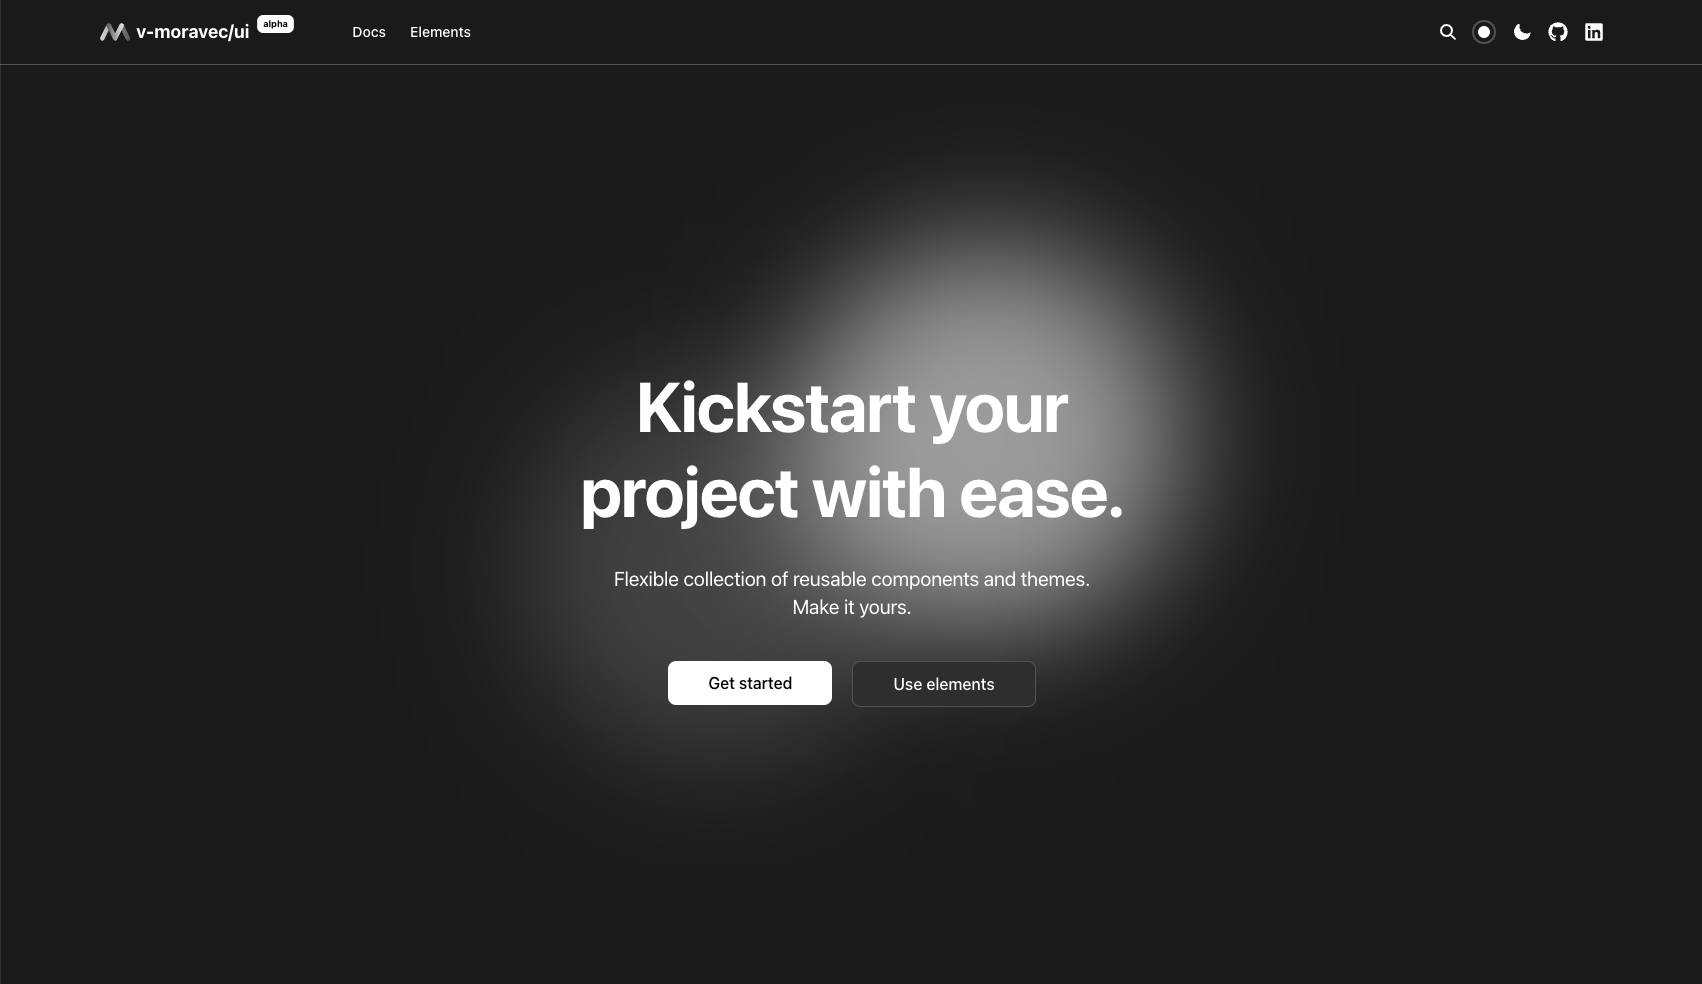 v-moravec/ui
alpha
Docs
Elements
Kickstart your
project with ease.
Flexible collection of reusable components and themes.
Make it yours.
Get started
Use elements